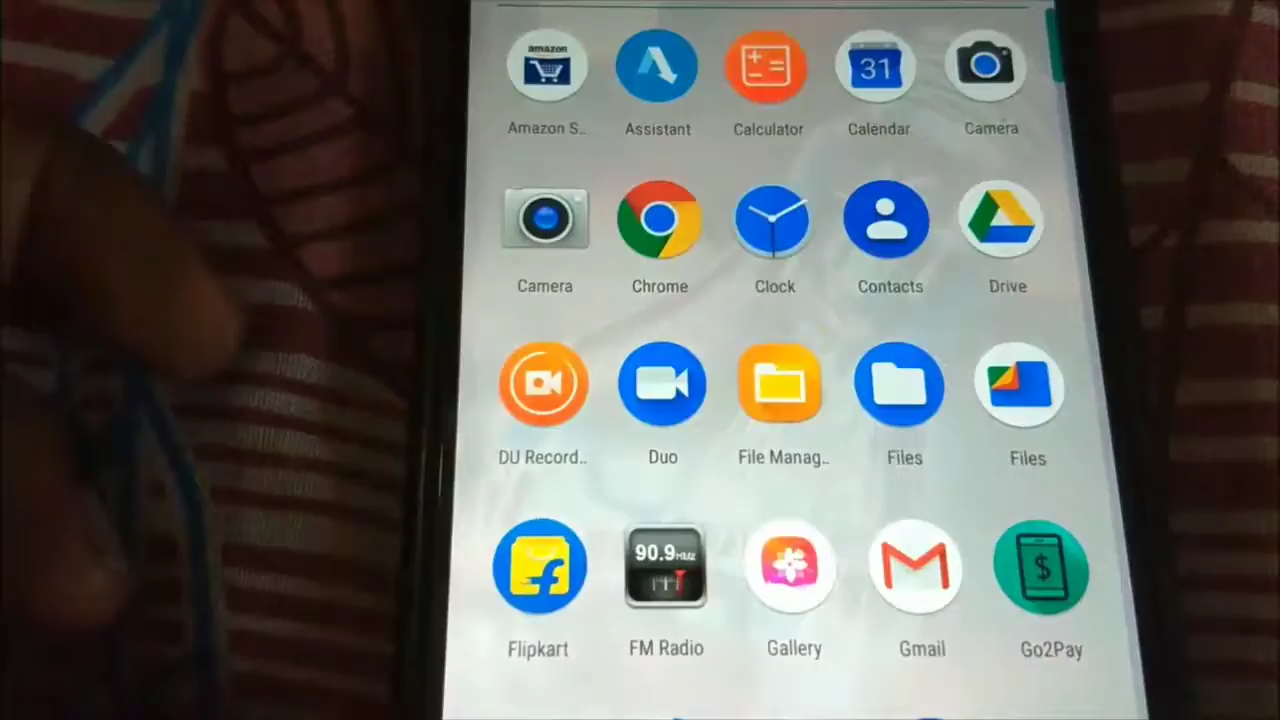 amazon
31
Amazon S..
Assistant
Calculator
Calendar
Camera
Camera
Chrome
Clock
Contacts
Drive
DU Record..
Duo
File Manag..
Files
Files
90.9 HMZ
$
Flipkart
FM Radio
Gallery
Gmail
Go2Pay